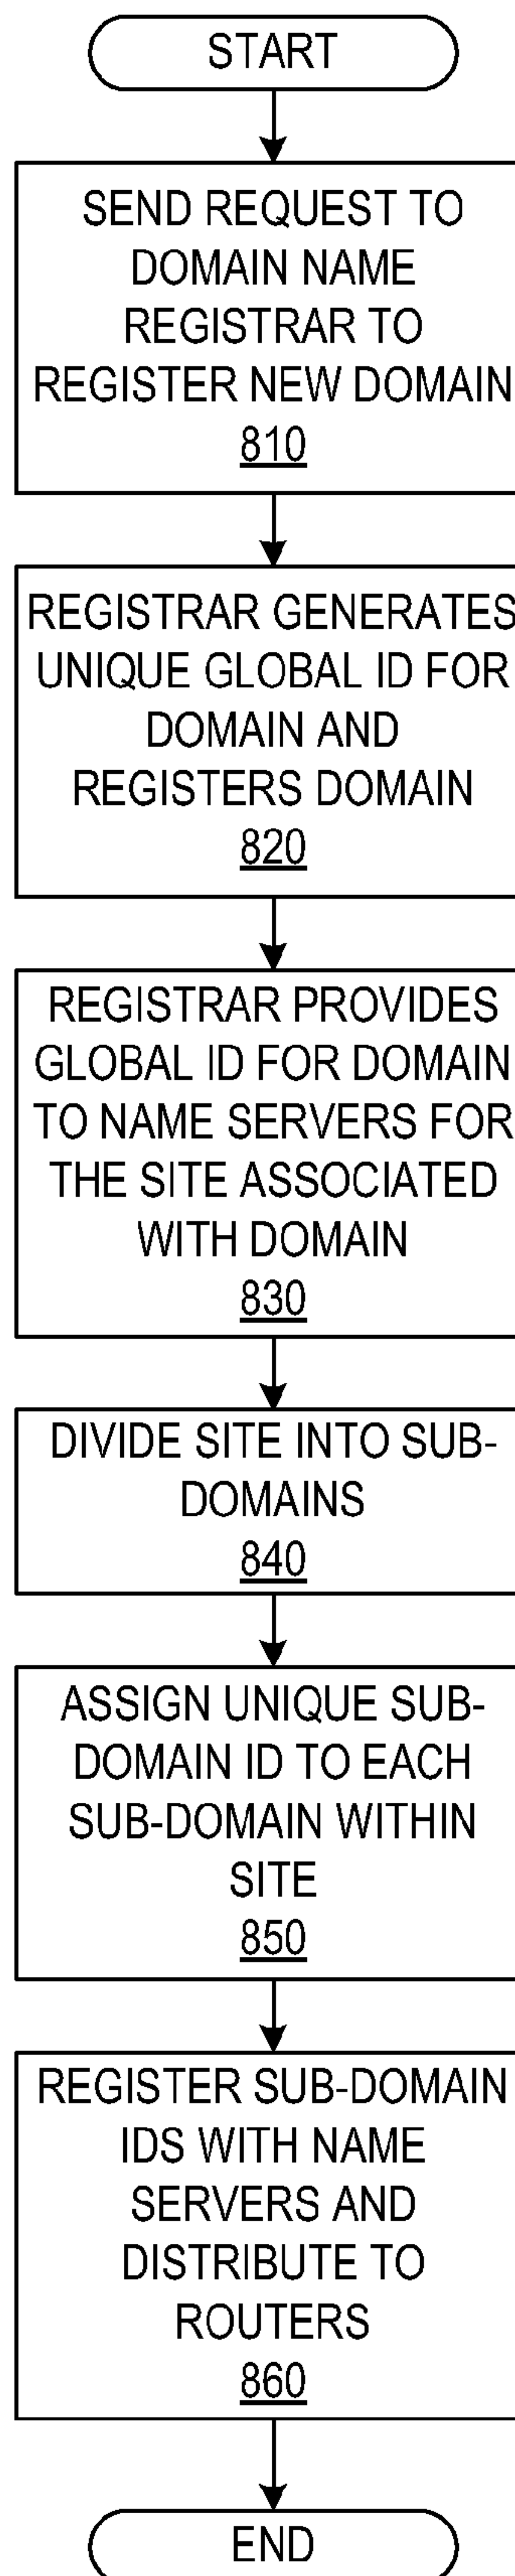 START
SEND REQUEST TO
DOMAIN NAME
REGISTRAR TO
REGISTER NEW DOMAIN
810
REGISTRAR GENERATES
UNIQUE GLOBAL ID FOR
DOMAIN AND
REGISTERS DOMAIN
820
REGISTRAR PROVIDES
GLOBAL ID FOR DOMAIN
TO NAME SERVERS FOR
THE SITE ASSOCIATED
WITH DOMAIN
830
DIVIDE SITE INTO SUB-
DOMAINS
840
ASSIGN UNIQUE SUB-
DOMAIN ID TO EACH
SUB-DOMAIN WITHIN
SITE
850
REGISTER SUB-DOMAIN
IDS WITH NAME
SERVERS AND
DISTRIBUTE TO
ROUTERS
860
END